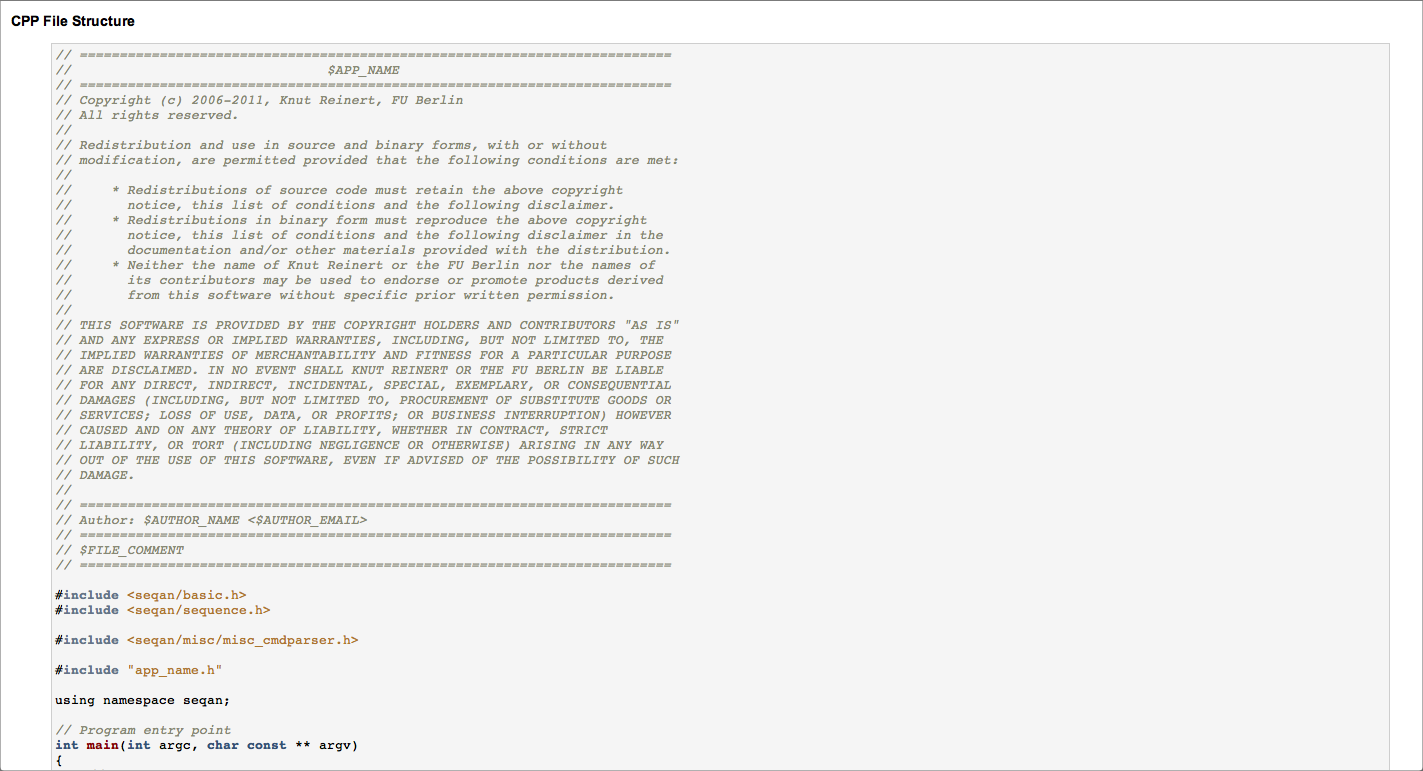 CPP File Structure
// ==========================================================================
//                                $APP_NAME
// ==========================================================================
// Copyright (c) 2006-2011, Knut Reinert, FU Berlin
// All rights reserved.
//
// Redistribution and use in source and binary forms, with or without
// modification, are permitted provided that the following conditions are met:
//
//     * Redistributions of source code must retain the above copyright
//       notice, this list of conditions and the following disclaimer.
//     * Redistributions in binary form must reproduce the above copyright
//       notice, this list of conditions and the following disclaimer in the
//       documentation and/or other materials provided with the distribution.
//     * Neither the name of Knut Reinert or the FU Berlin nor the names of
//       its contributors may be used to endorse or promote products derived
//       from this software without specific prior written permission.
//
// THIS SOFTWARE IS PROVIDED BY THE COPYRIGHT HOLDERS AND CONTRIBUTORS "AS IS"
// AND ANY EXPRESS OR IMPLIED WARRANTIES, INCLUDING, BUT NOT LIMITED TO, THE
// IMPLIED WARRANTIES OF MERCHANTABILITY AND FITNESS FOR A PARTICULAR PURPOSE
// ARE DISCLAIMED. IN NO EVENT SHALL KNUT REINERT OR THE FU BERLIN BE LIABLE
// FOR ANY DIRECT, INDIRECT, INCIDENTAL, SPECIAL, EXEMPLARY, OR CONSEQUENTIAL
// DAMAGES (INCLUDING, BUT NOT LIMITED TO, PROCUREMENT OF SUBSTITUTE GOODS OR
// SERVICES; LOSS OF USE, DATA, OR PROFITS; OR BUSINESS INTERRUPTION) HOWEVER
// CAUSED AND ON ANY THEORY OF LIABILITY, WHETHER IN CONTRACT, STRICT
// LIABILITY, OR TORT (INCLUDING NEGLIGENCE OR OTHERWISE) ARISING IN ANY WAY
// OUT OF THE USE OF THIS SOFTWARE, EVEN IF ADVISED OF THE POSSIBILITY OF SUCH
// DAMAGE.
//
// ==========================================================================
// Author: $AUTHOR_NAME <$AUTHOR_EMAIL>
// ==========================================================================
// $FILE_COMMENT
// ==========================================================================
#include <seqan/basic.h>
#include <seqan/sequence.h>
#include <seqan/misc/misc_cmdparser.h>
#include "app_name.h"
using namespace seqan;
// Program entry point
int main(int argc, char const ** argv)
{